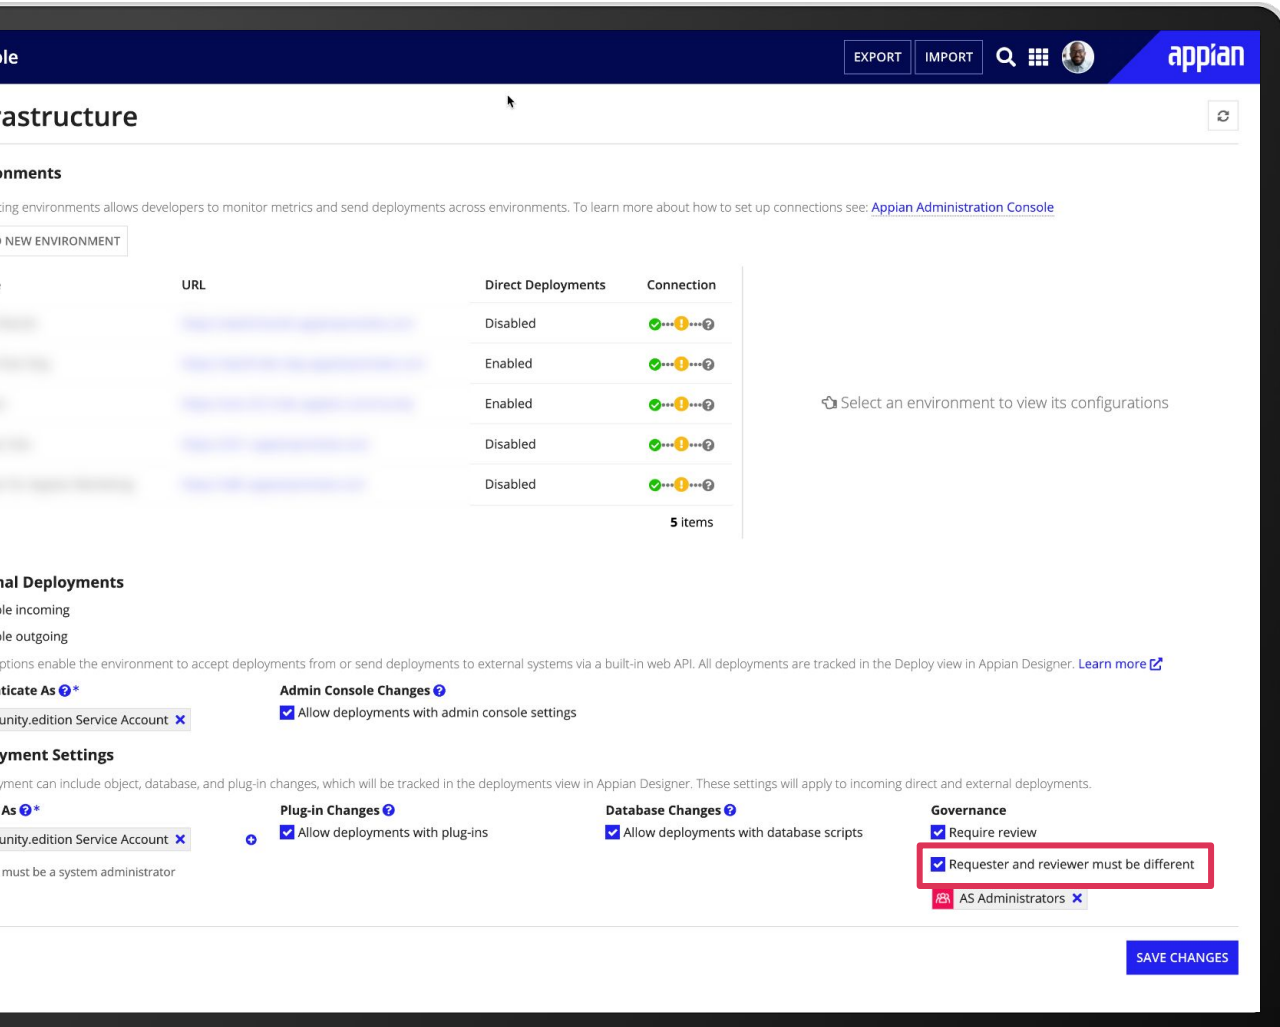 ole
EXPORT
IMPORT
appian
rastructure
onments
ting environments allows developers to monitor metrics and send deployments across environments. To learn more about how to set up connections see: Appian Administration Console
NEW ENVIRONMENT
URL
Direct Deployments
Connection
Disabled
Enabled
Enabled
Disabled
Disabled
5 items
Select an environment to view its configurations
nal Deployments
ble incoming
ble outgoing
ptions enable the environment to accept deployments from or send deployments to external systems via a built-in web API. All deployments are tracked in the Deploy view in Appian Designer. Learn more
ticate As ? *
Admin Console Changes ?
unity.edition Service Account
Allow deployments with admin console settings
yment Settings
yment can include object, database, and plug-in changes, which will be tracked in the deployments view in Appian Designer. These settings will apply to incoming direct and external deployments.
As ? *
Plug-in Changes ?
Database Changes ?
Governance
unity.edition Service Account
Allow deployments with plug-ins
Allow deployments with database scripts
Require review
must be a system administrator
Requester and reviewer must be different
AS Administrators
SAVE CHANGES